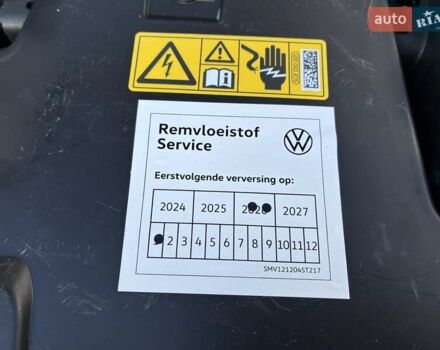 auto RIA
Remvloeistof
Service
Eerstvolgende verversing op:
2024 2025 2026 2027
2 3 4 5 6 7 8 9 10 11 12
SMV121204ST217